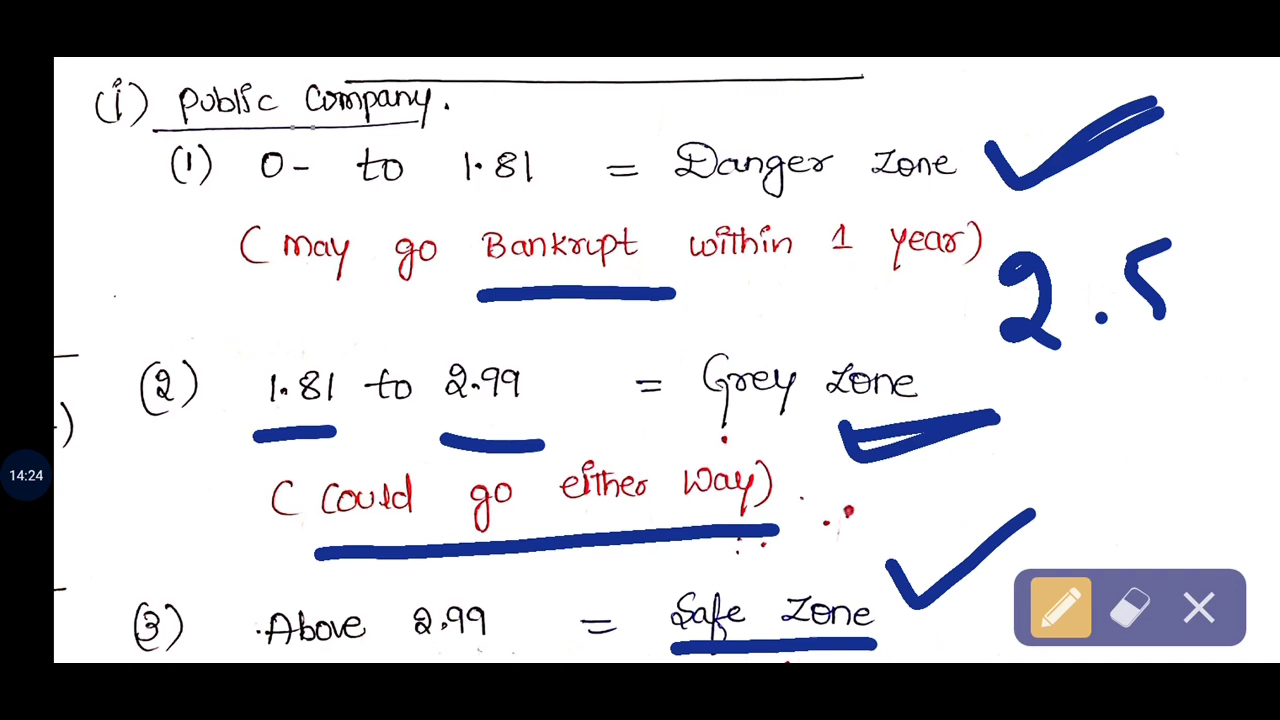 (i) Public Company.
(1) 0- to 1.81 = Danger Zone
(May go Bankrupt within 1 year)
2.5
(2) 1.81 to 2.99 = Grey Zone
(Could go either way)
(3) Above 2.99 = Safe Zone
14:24